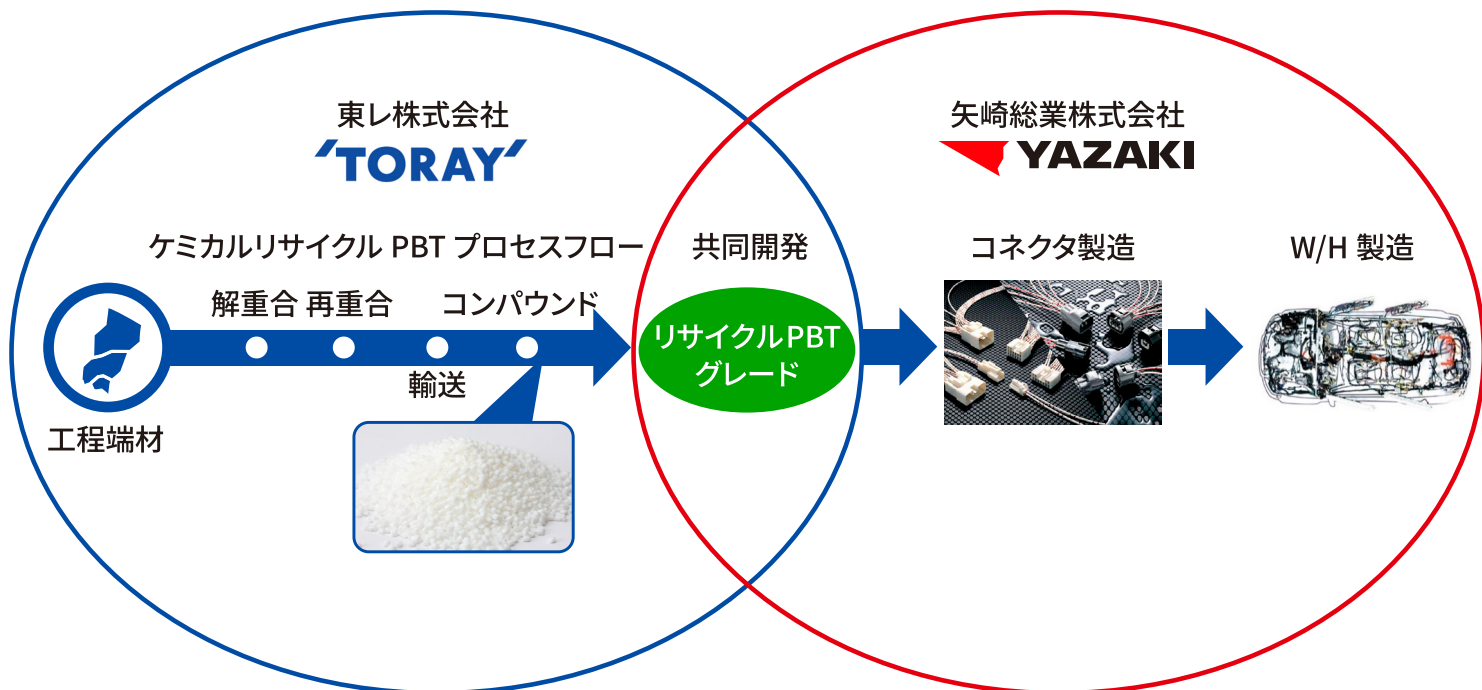 東レ株式会社
'TORAY'
矢崎総業株式会社
YAZAKI
ケミカルリサイクル PBT プロセスフロー
共同開発
コネクタ製造
W/H 製造
解重合 再重合
コンパウンド
輸送
工程端材
リサイクルPBT
グレード